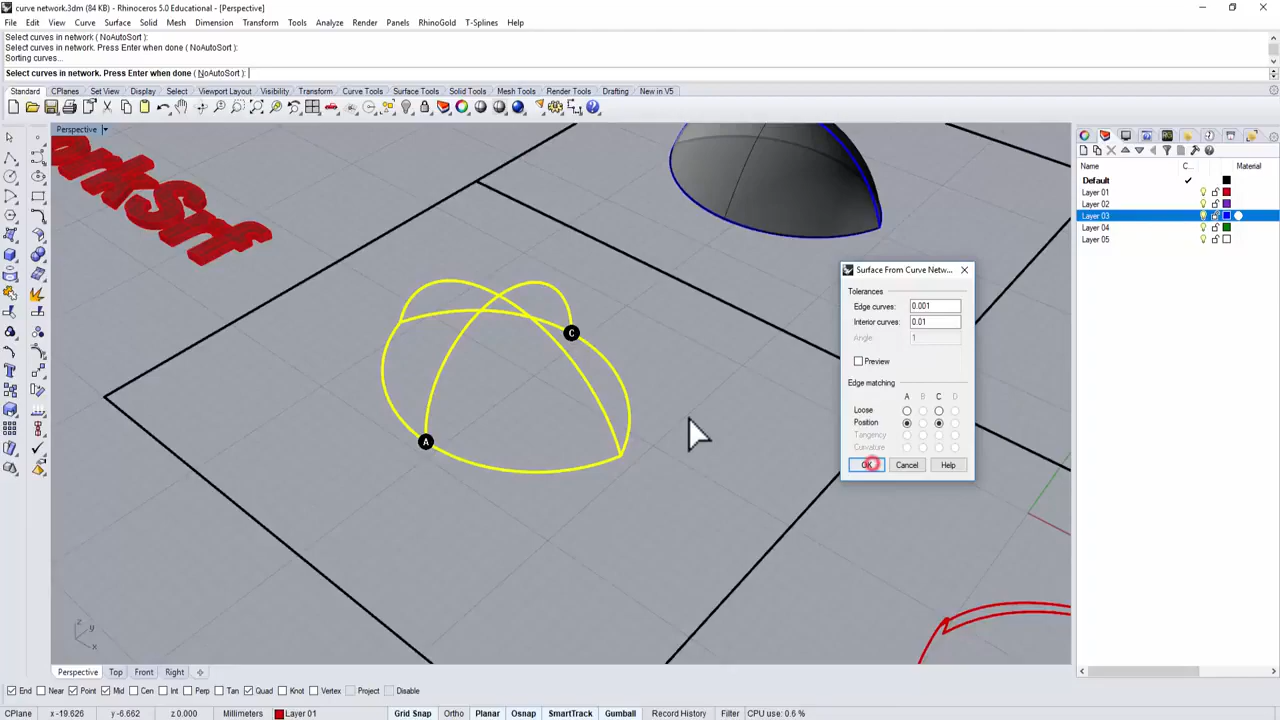 curve network.3dm (84 KB) - Rhinoceros 5.0 Educational - [Perspective]
File Edit View Curve Surface Solid Mesh Dimension Transform Tools Analyze Render Panels RhinoGold T-Splines Help
Select curves in network ( NoAutoSort ):
Select curves in network. Press Enter when done ( NoAutoSort ):
Sorting curves...
Select curves in network. Press Enter when done ( NoAutoSort ):
Standard CPlanes Set View Display Select Viewport Layout Visibility Transform Curve Tools Surface Tools Solid Tools Mesh Tools Render Tools Drafting New in V5
Perspective
Name C... Material
Default
Layer 01
Layer 02
Layer 03
Layer 04
Layer 05
Surface From Curve Netw...
Tolerances
Edge curves: 0.001
Interior curves: 0.01
Angle: 1
Preview
Edge matching
A B C D
Loose
Position
Tangency
Curvature
OK Cancel Help
C
A
z y
x
Perspective Top Front Right
End Near Point Mid Cen Int Perp Tan Quad Knot Vertex Project Disable
CPlane x -19.626 y -6.662 z 0.000 Millimeters Layer 01 Grid Snap Ortho Planar Osnap SmartTrack Gumball Record History Filter CPU use: 0.6 %